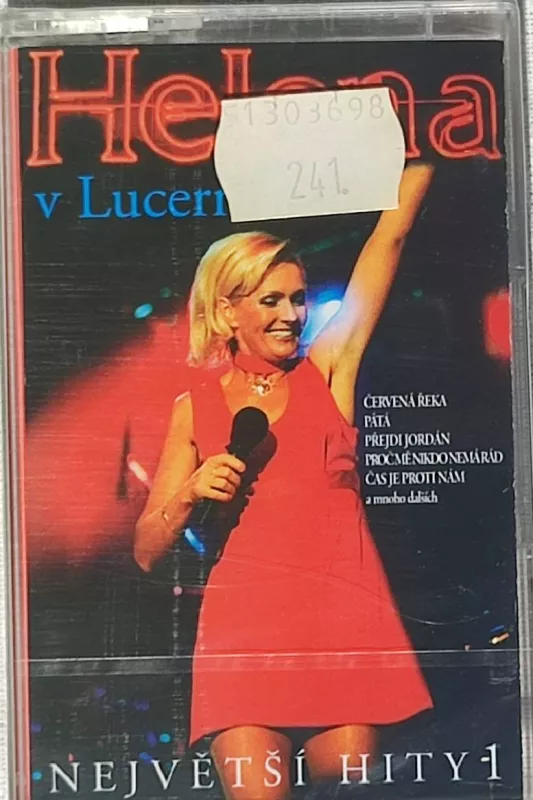 Helena
51303698
241.
v Lucern
ČERVENÁ ŘEKA
PÁTÁ
PŘEJDI JORDÁN
PROČ MĚ NIKDO NEMÁ RÁD
ČAS JE PROTI NÁM
a mnoho dalších
NEJVĚTŠÍ HITY-1